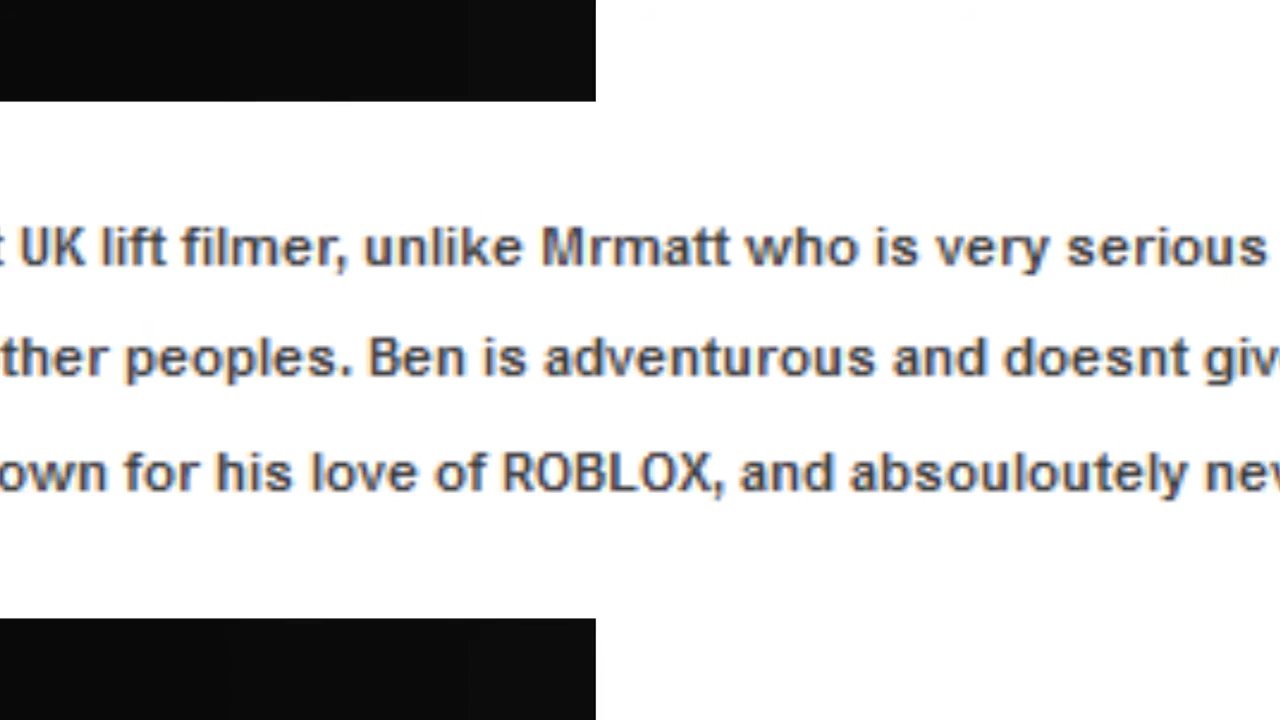 UK lift filmer, unlike Mrmatt who is very serious
ther peoples. Ben is adventurous and doesnt giv
own for his love of ROBLOX, and absouloutely nev